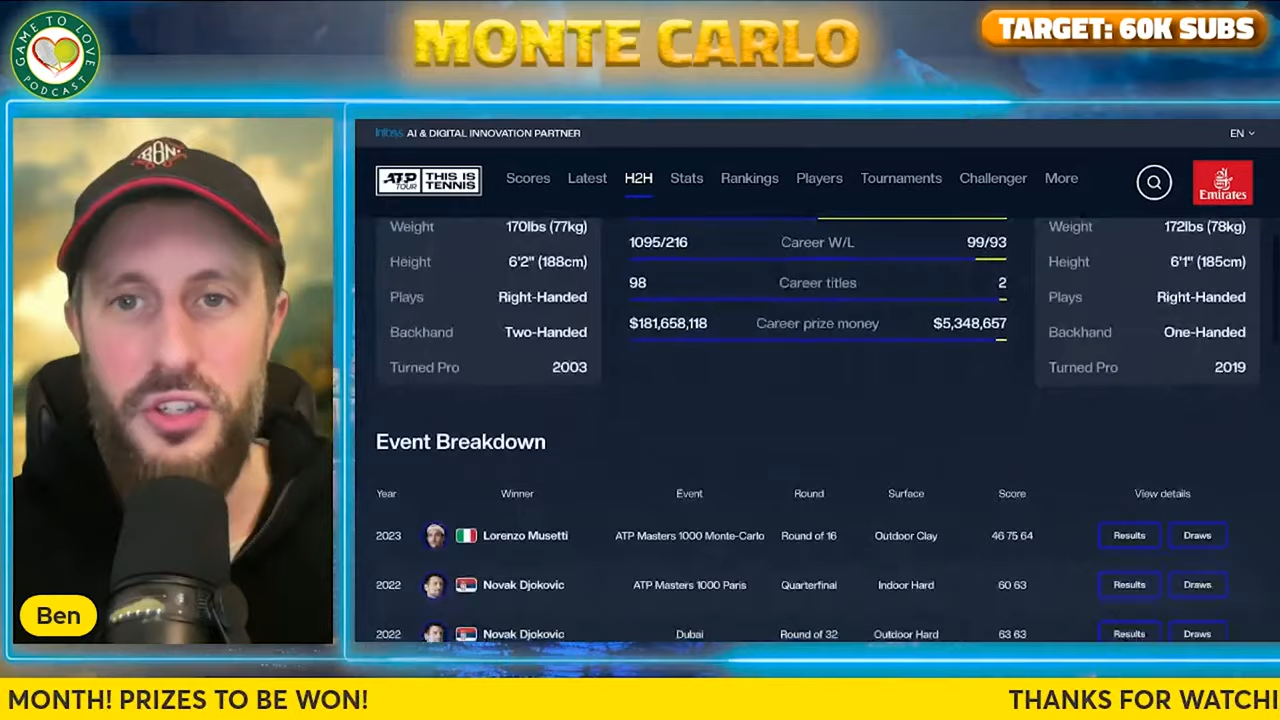 GAME TO LOVE
PODCAST
MONTE CARLO
TARGET: 60K SUBS
Infosys AI & DIGITAL INNOVATION PARTNER
EN
ATP TOUR THIS IS TENNIS
Scores Latest H2H Stats Rankings Players Tournaments Challenger More
Emirates
Weight 170lbs (77kg)
Height 6'2" (188cm)
Plays Right-Handed
Backhand Two-Handed
Turned Pro 2003
1095/216 Career W/L 99/93
98 Career titles 2
$181,658,118 Career prize money $5,348,657
Weight 172lbs (78kg)
Height 6'1" (185cm)
Plays Right-Handed
Backhand One-Handed
Turned Pro 2019
Event Breakdown
Year Winner Event Round Surface Score View details
2023 Lorenzo Musetti ATP Masters 1000 Monte-Carlo Round of 16 Outdoor Clay 46 75 64 Results Draws
2022 Novak Djokovic ATP Masters 1000 Paris Quarterfinal Indoor Hard 60 63 Results Draws
2022 Novak Djokovic Dubai Round of 32 Outdoor Hard 63 63 Results Draws
Ben
MONTH! PRIZES TO BE WON! THANKS FOR WATCHI